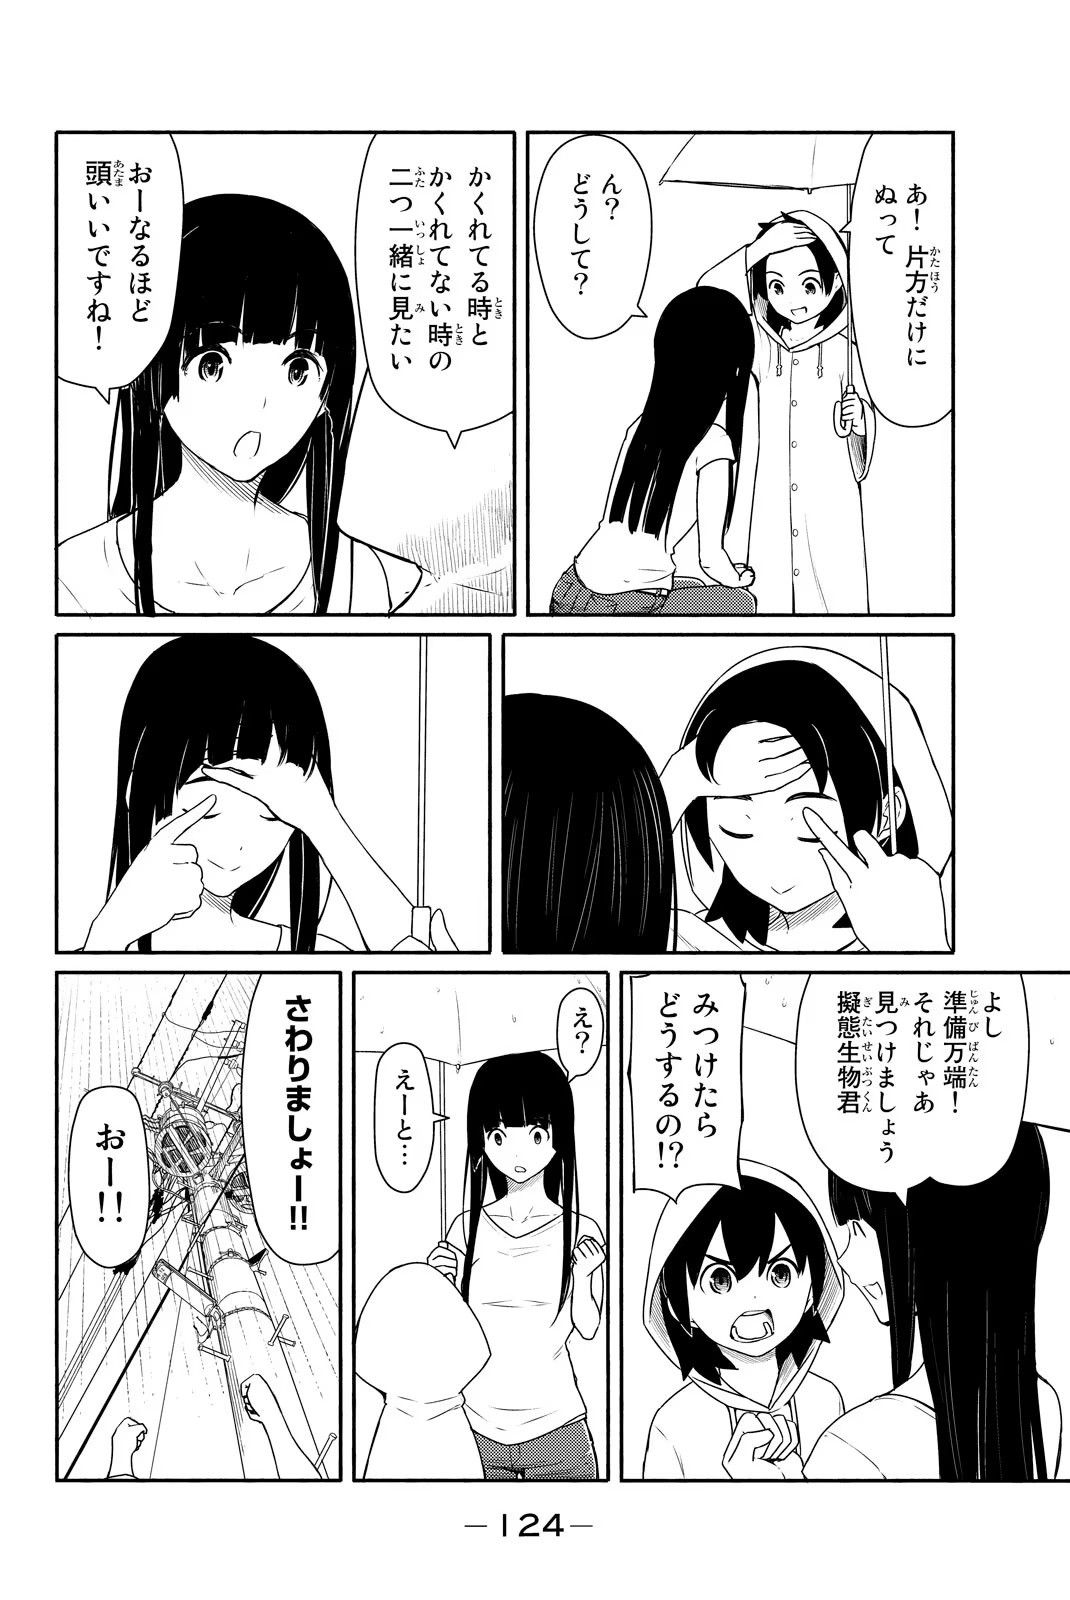 あ！片方だけに
ぬって
ん？
どうして？
かくれてる時と
かくれてない時の
二つ一緒に見たい
おーなるほど
頭いいですね！
よし
準備万端！
それじゃあ
見つけましょう
擬態生物君
みつけたら
どうするの！？
え？
えーと…
さわりましょー！！
おー！！
—124—